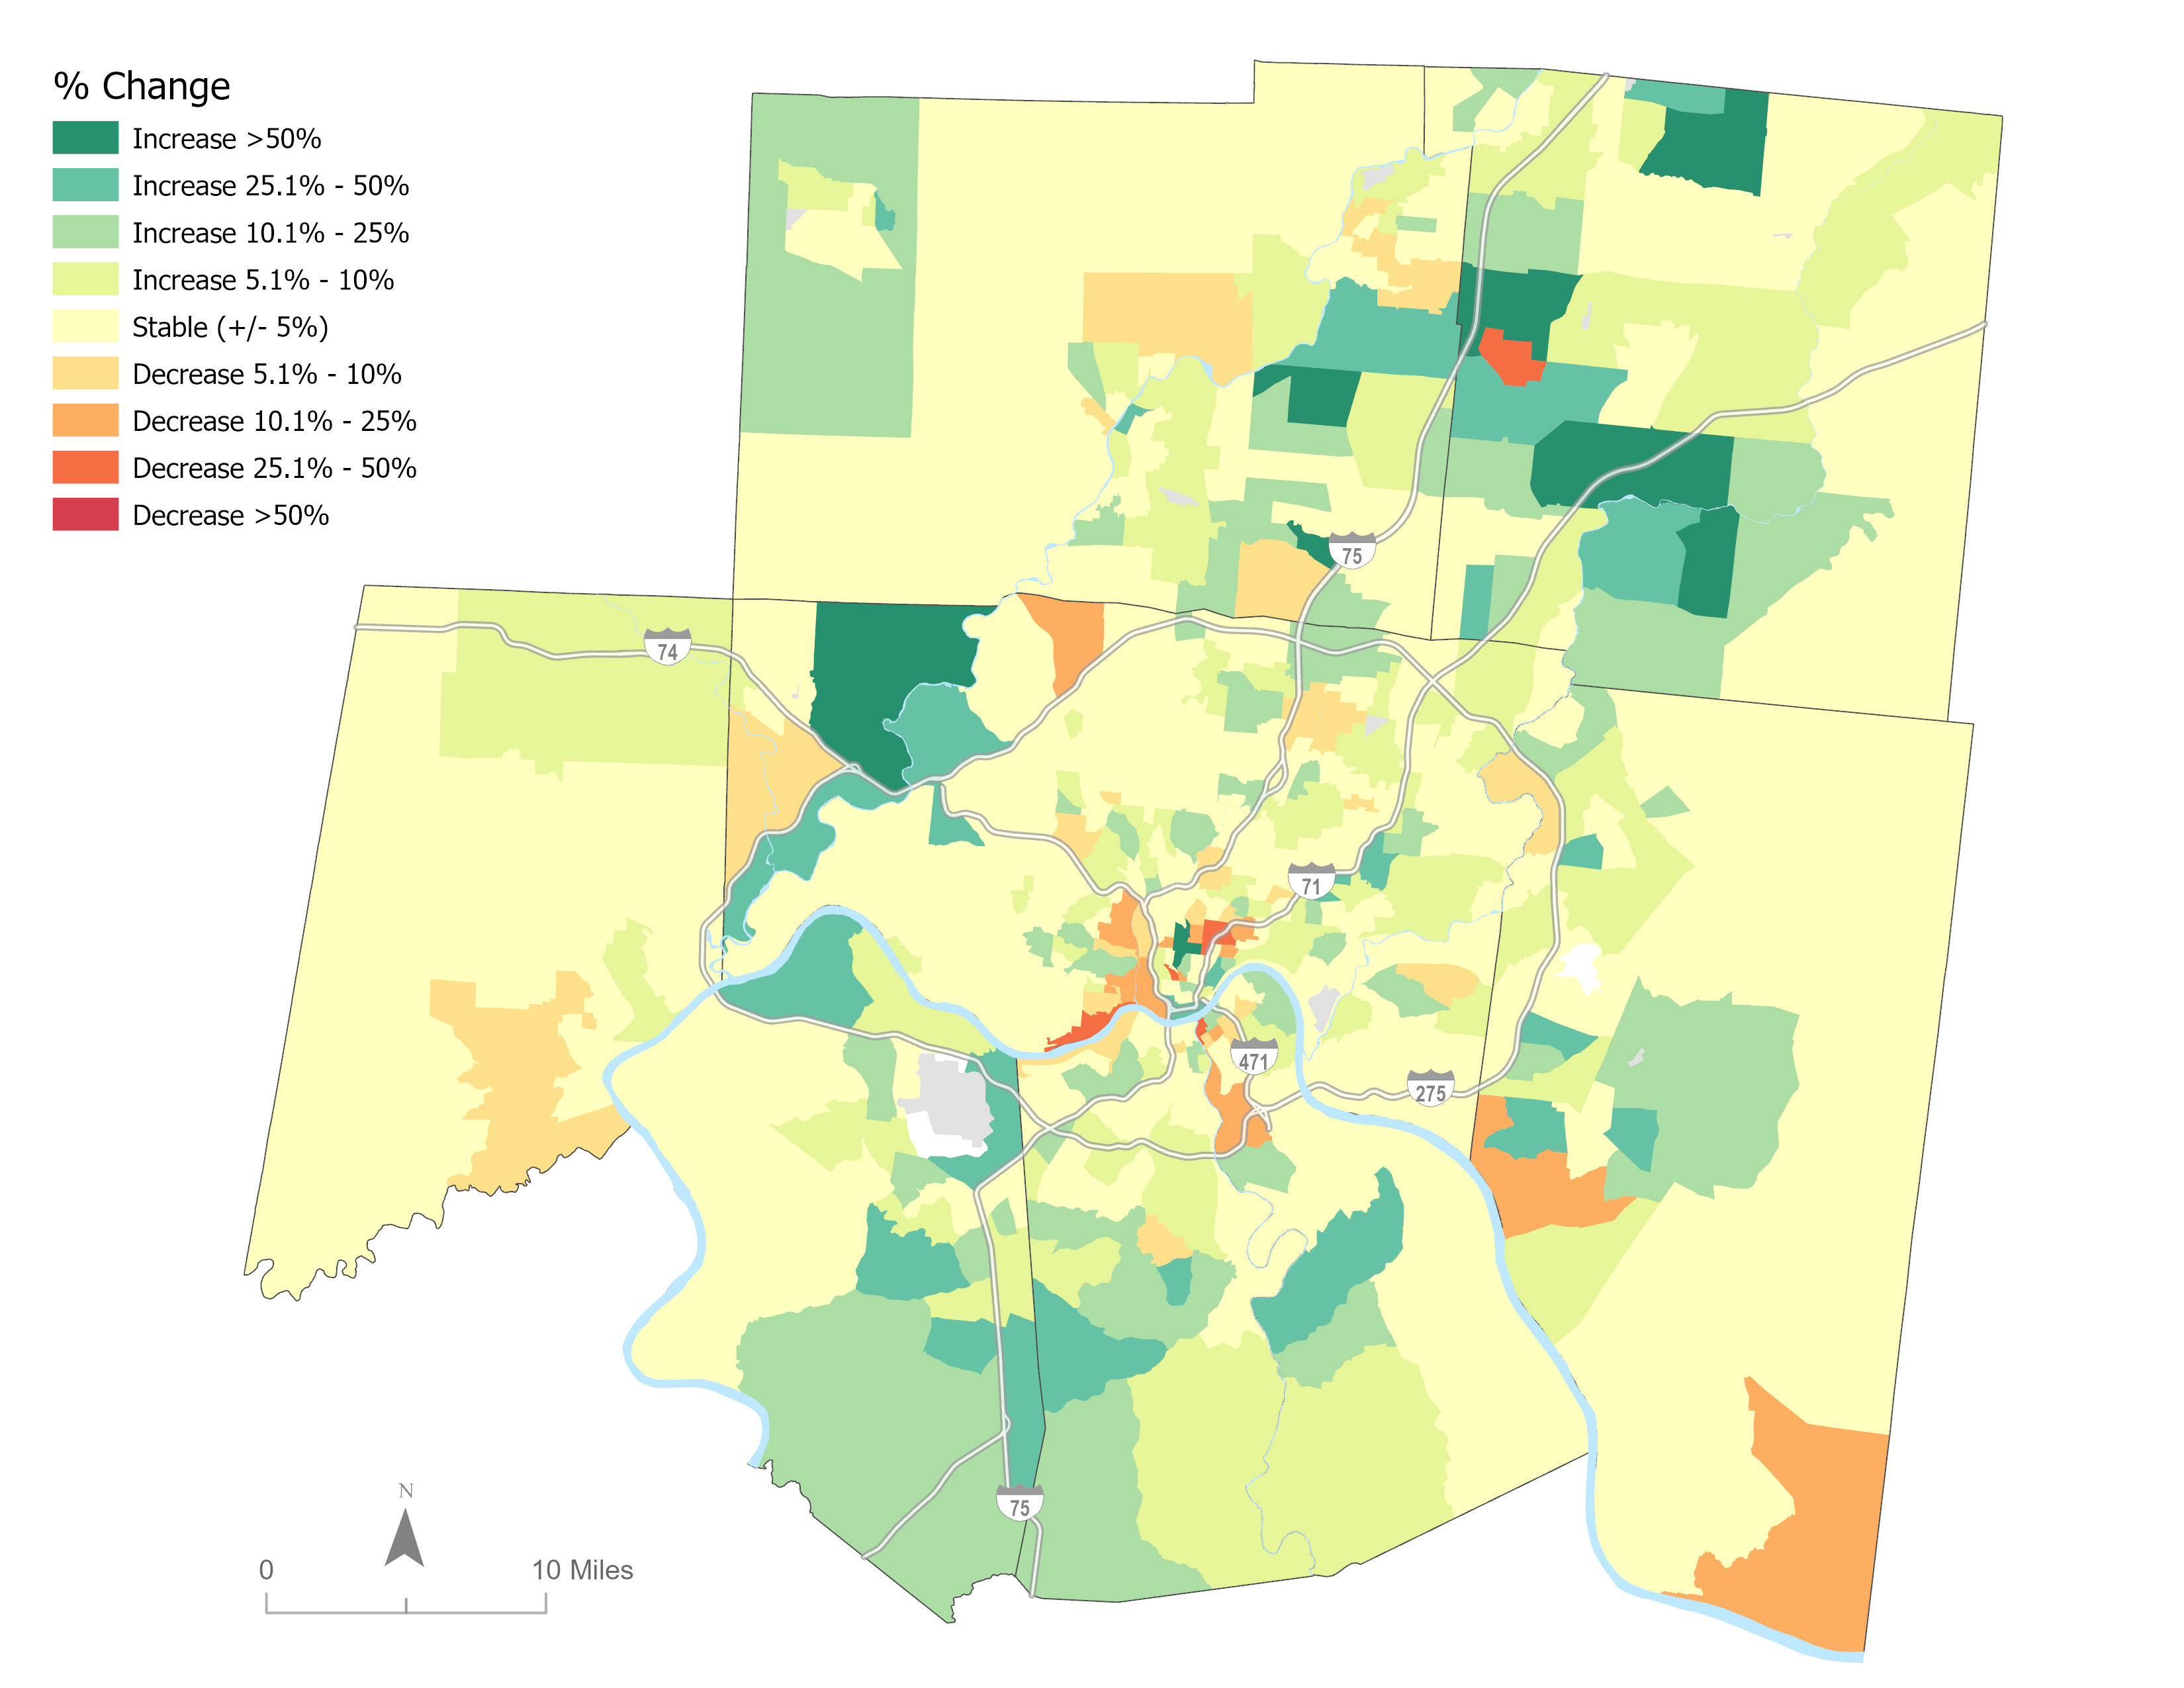 % Change
Increase >50%
Increase 25.1% - 50%
Increase 10.1% - 25%
Increase 5.1% - 10%
Stable (+/- 5%)
Decrease 5.1% - 10%
Decrease 10.1% - 25%
Decrease 25.1% - 50%
Decrease >50%
75
74
71
471
275
75
N
0 10 Miles